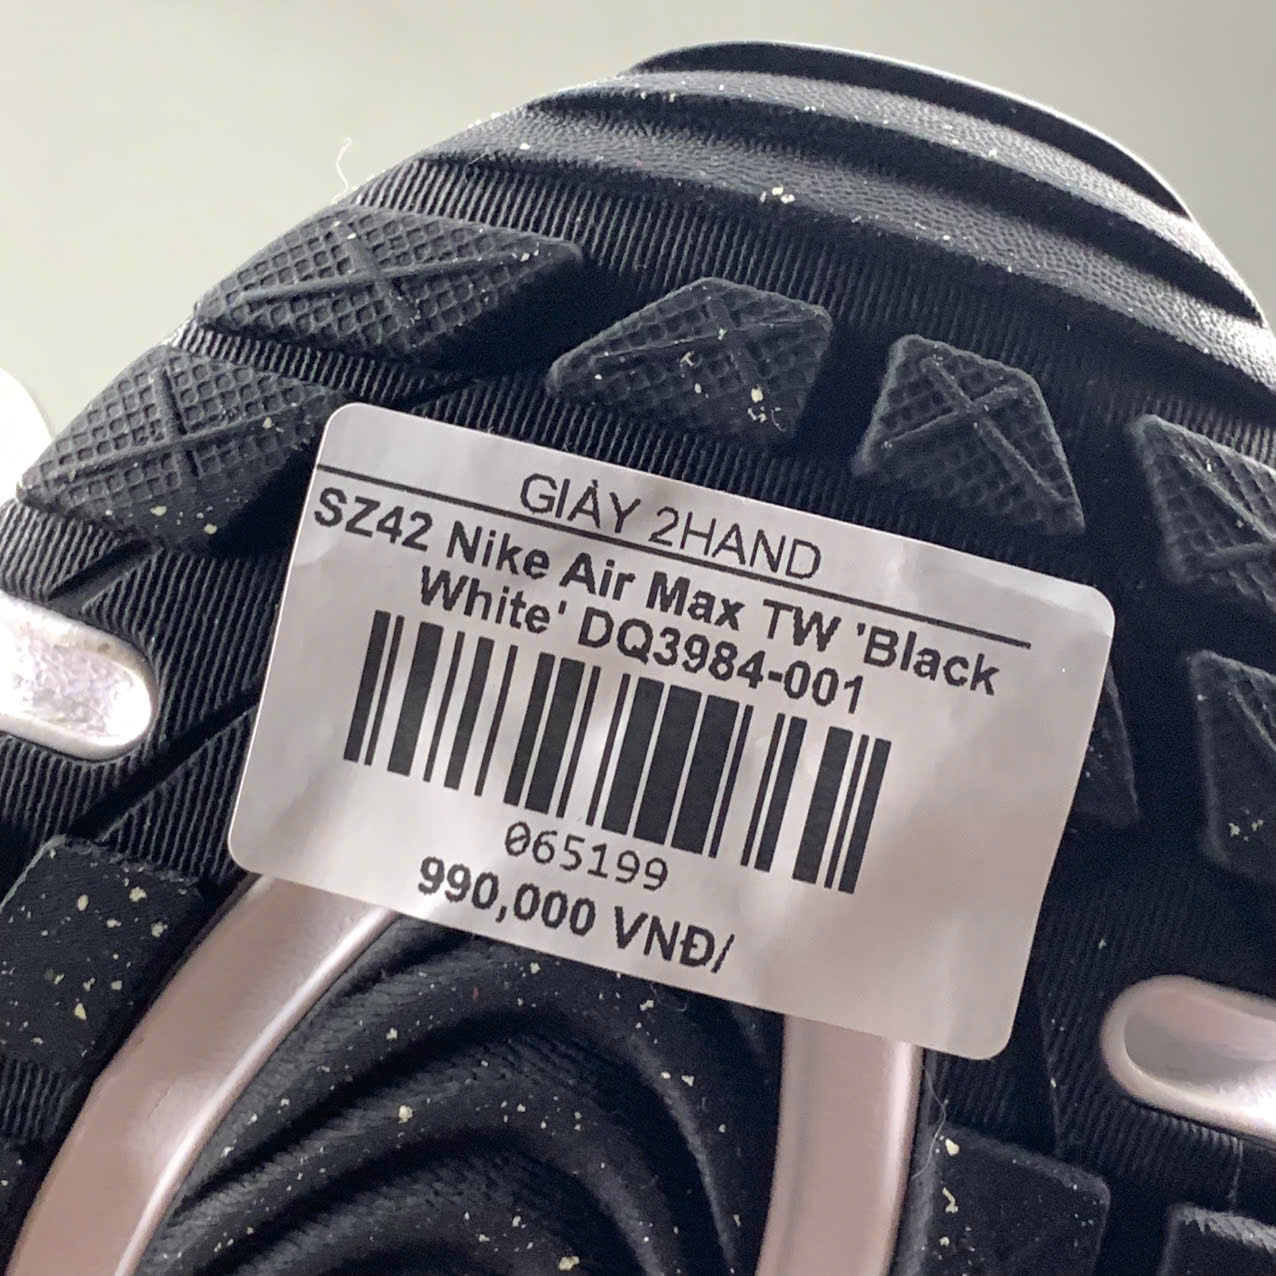 GIÀY 2HAND
SZ42 Nike Air Max TW 'Black
White' DQ3984-001
065199
990,000 VNĐ/